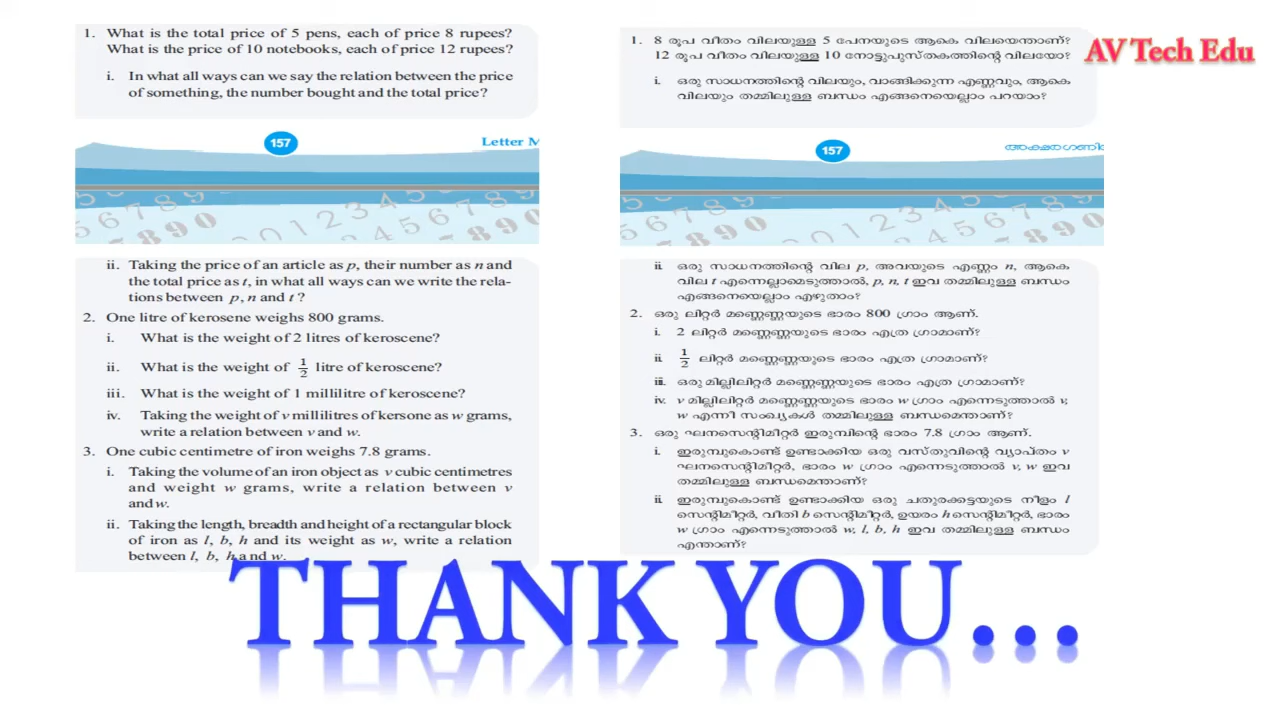 1. What is the total price of 5 pens, each of price 8 rupees?
What is the price of 10 notebooks, each of price 12 rupees?
i. In what all ways can we say the relation between the price
of something, the number bought and the total price?
157
Letter M
ii. Taking the price of an article as p, their number as n and
the total price as t, in what all ways can we write the rela-
tions between p, n and t ?
2. One litre of kerosene weighs 800 grams.
i. What is the weight of 2 litres of keroscene?
ii. What is the weight of 1/2 litre of keroscene?
iii. What is the weight of 1 millilitre of keroscene?
iv. Taking the weight of v millilitres of kersone as w grams,
write a relation between v and w.
3. One cubic centimetre of iron weighs 7.8 grams.
i. Taking the volume of an iron object as v cubic centimetres
and weight w grams, write a relation between v
and w.
ii. Taking the length, breadth and height of a rectangular block
of iron as l, b, h and its weight as w, write a relation
between l, b, h and w.
1. 8 രൂപ വീതം വിലയുള്ള 5 പേനയുടെ ആകെ വിലയെന്താണ്?
12 രൂപ വീതം വിലയുള്ള 10 നോട്ടുപുസ്തകത്തിന്റെ വിലയോ?
i. ഒരു സാധനത്തിന്റെ വിലയും, വാങ്ങിക്കുന്ന എണ്ണവും, ആകെ
വിലയും തമ്മിലുള്ള ബന്ധം എങ്ങനെയെല്ലാം പറയാം?
157
അക്ഷരഗണിത
ii. ഒരു സാധനത്തിന്റെ വില p, അവയുടെ എണ്ണം n, ആകെ
വില t എന്നെല്ലാമെടുത്താൽ, p, n, t ഇവ തമ്മിലുള്ള ബന്ധം
എങ്ങനെയെല്ലാം എഴുതാം?
2. ഒരു ലിറ്റർ മണ്ണെണ്ണയുടെ ഭാരം 800 ഗ്രാം ആണ്.
i. 2 ലിറ്റർ മണ്ണെണ്ണയുടെ ഭാരം എത്ര ഗ്രാമാണ്?
ii. 1/2 ലിറ്റർ മണ്ണെണ്ണയുടെ ഭാരം എത്ര ഗ്രാമാണ്?
iii. ഒരു മില്ലിലിറ്റർ മണ്ണെണ്ണയുടെ ഭാരം എത്ര ഗ്രാമാണ്?
iv. v മില്ലിലിറ്റർ മണ്ണെണ്ണയുടെ ഭാരം w ഗ്രാം എന്നെടുത്താൽ v,
w എന്നീ സംഖ്യകൾ തമ്മിലുള്ള ബന്ധമെന്താണ്?
3. ഒരു ഘനസെന്റിമീറ്റർ ഇരുമ്പിന്റെ ഭാരം 7.8 ഗ്രാം ആണ്.
i. ഇരുമ്പുകൊണ്ട് ഉണ്ടാക്കിയ ഒരു വസ്തുവിന്റെ വ്യാപ്തം v
ഘനസെന്റിമീറ്റർ, ഭാരം w ഗ്രാം എന്നെടുത്താൽ v, w ഇവ
തമ്മിലുള്ള ബന്ധമെന്താണ്?
ii. ഇരുമ്പുകൊണ്ട് ഉണ്ടാക്കിയ ഒരു ചതുരക്കട്ടയുടെ നീളം l
സെന്റിമീറ്റർ, വീതി b സെന്റിമീറ്റർ, ഉയരം h സെന്റിമീറ്റർ, ഭാരം
w ഗ്രാം എന്നെടുത്താൽ w, l, b, h ഇവ തമ്മിലുള്ള ബന്ധം
എന്താണ്?
AV Tech Edu
THANK YOU...